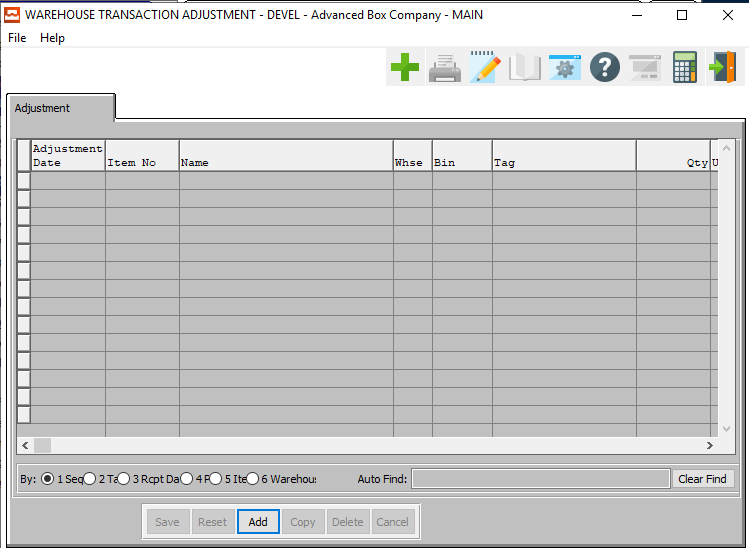 WAREHOUSE TRANSACTION ADJUSTMENT - DEVEL - Advanced Box Company - MAIN
File Help
Adjustment
Adjustment
Date Item No Name Whse Bin Tag Qty U
By: 1 Seq 2 Ta 3 Rcpt Da 4 P 5 Ite 6 Warehous Auto Find: Clear Find
Save Reset Add Copy Delete Cancel